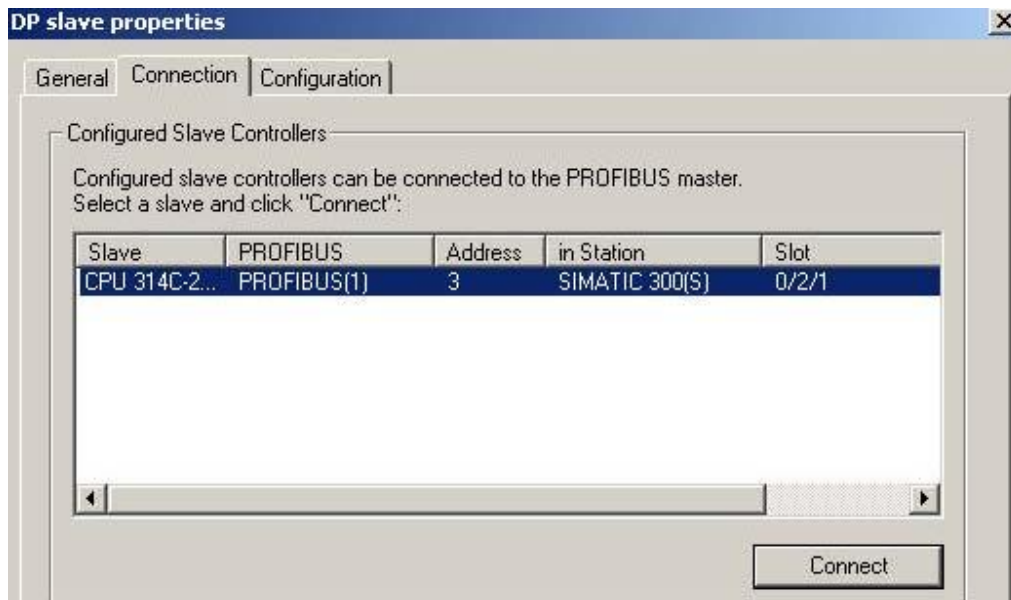 DP slave properties
General Connection Configuration
Configured Slave Controllers
Configured slave controllers can be connected to the PROFIBUS master.
Select a slave and click "Connect":
Slave PROFIBUS Address in Station Slot
CPU 314C-2... PROFIBUS(1) 3 SIMATIC 300(S) 0/2/1
Connect